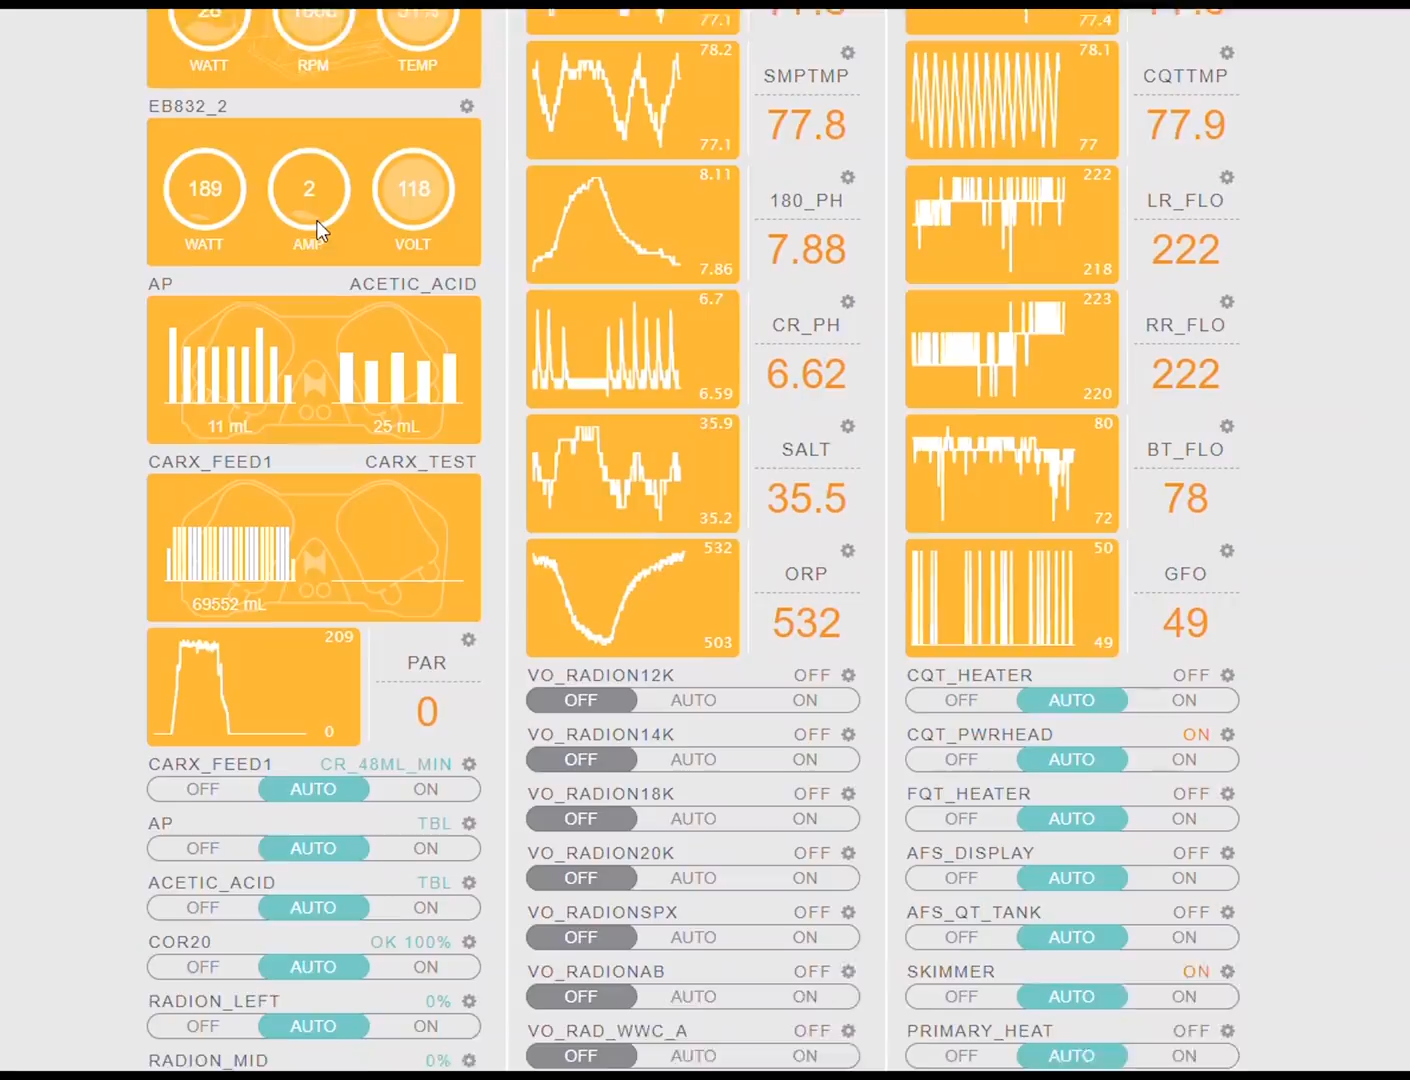 28 1600 51%
WATT RPM TEMP
EB832_2
189 2 118
WATT AMP VOLT
AP ACETIC_ACID
11 mL 25 mL
CARX_FEED1 CARX_TEST
69552 mL
209
PAR
0
0
CARX_FEED1 CR_48ML_MIN
OFF AUTO ON
AP TBL
OFF AUTO ON
ACETIC_ACID TBL
OFF AUTO ON
COR20 OK 100%
OFF AUTO ON
RADION_LEFT 0%
OFF AUTO ON
RADION_MID 0%
77.1
78.2
SMPTMP
77.8
77.1
8.11
180_PH
7.88
7.86
6.7
CR_PH
6.62
6.59
35.9
SALT
35.5
35.2
532
ORP
532
503
VO_RADION12K OFF
OFF AUTO ON
VO_RADION14K OFF
OFF AUTO ON
VO_RADION18K OFF
OFF AUTO ON
VO_RADION20K OFF
OFF AUTO ON
VO_RADIONSPX OFF
OFF AUTO ON
VO_RADIONAB OFF
OFF AUTO ON
VO_RAD_WWC_A OFF
OFF AUTO ON
77.4
78.1
CQTTMP
77.9
77
222
LR_FLO
222
218
223
RR_FLO
222
220
80
BT_FLO
78
72
50
GFO
49
49
CQT_HEATER OFF
OFF AUTO ON
CQT_PWRHEAD ON
OFF AUTO ON
FQT_HEATER OFF
OFF AUTO ON
AFS_DISPLAY OFF
OFF AUTO ON
AFS_QT_TANK OFF
OFF AUTO ON
SKIMMER ON
OFF AUTO ON
PRIMARY_HEAT OFF
OFF AUTO ON